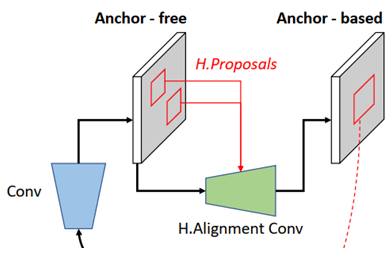 Anchor - free
Anchor - based
H.Proposals
Conv
H.Alignment Conv